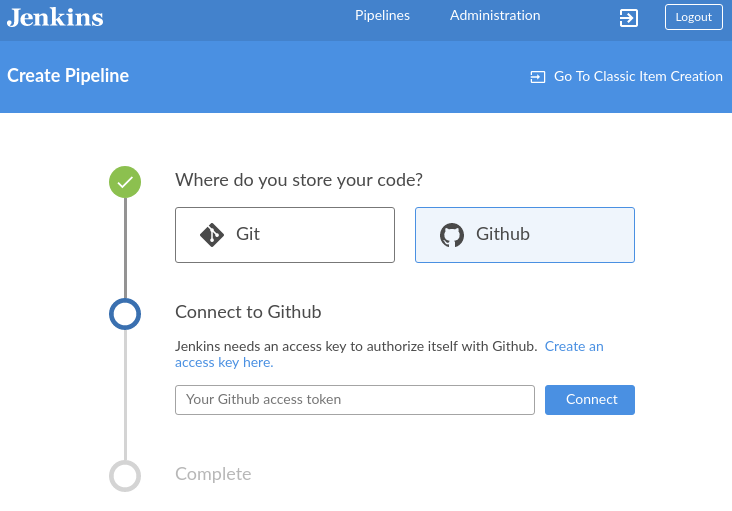 Jenkins
Pipelines
Administration
Logout
Create Pipeline
Go To Classic Item Creation
Where do you store your code?
Git
Github
Connect to Github
Jenkins needs an access key to authorize itself with Github. Create an
access key here.
Your Github access token
Connect
Complete